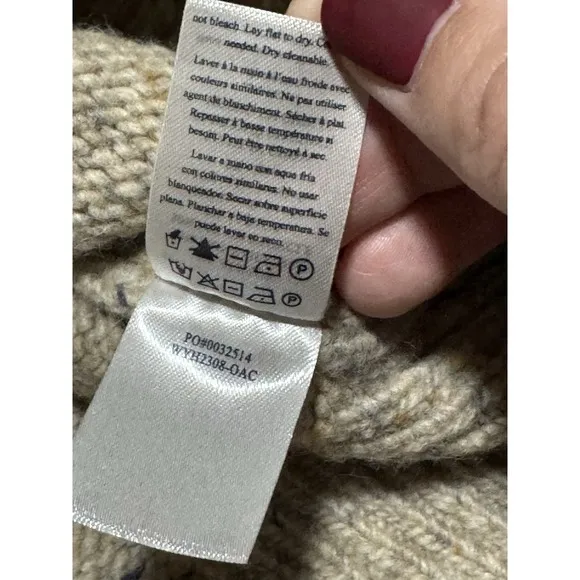 not bleach. Lay flat to dry. C
needed. Dry cleanable
Laver à la main à l'eau froide avec
couleurs similaires. Ne pas utiliser
agent de blanchiment. Séchez à plat.
Repasser à basse température si
besoin. Peut être nettoyé à sec
Lavar a mano con agua fría
con colores similares. No usar
blanqueador. Secar sobre superficie
plana. Planchar a baja temperatura. Se
puede lavar en seco.
P
P
PO#0032514
WYH2308-OAC